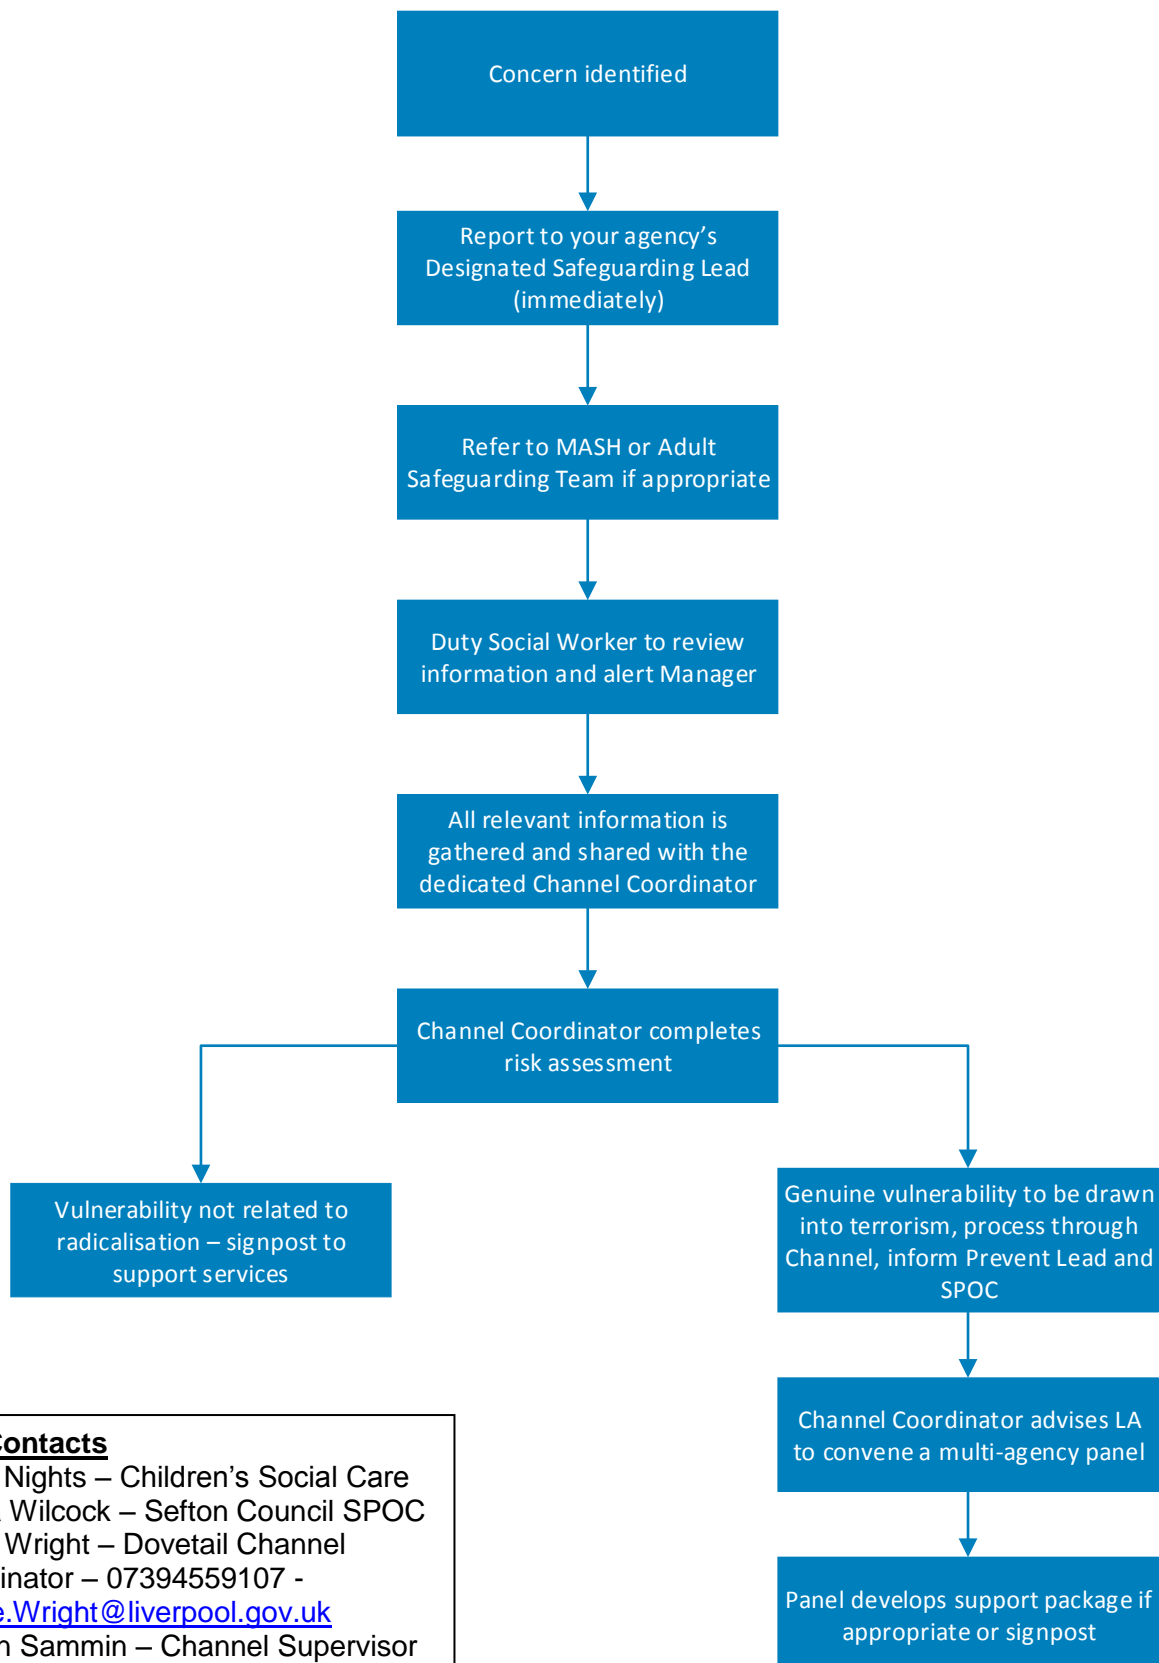 Concern identified
Report to your agency's
Designated Safeguarding Lead
(immediately)
Refer to MASH or Adult
Safeguarding Team if appropriate
Duty Social Worker to review
information and alert Manager
All relevant information is
gathered and shared with the
dedicated Channel Coordinator
Channel Coordinator completes
risk assessment
Vulnerability not related to
radicalisation – signpost to
support services
Genuine vulnerability to be drawn
into terrorism, process through
Channel, inform Prevent Lead and
SPOC
Channel Coordinator advises LA
to convene a multi-agency panel
Panel develops support package if
appropriate or signpost
Contacts
Nights – Children's Social Care
Wilcock – Sefton Council SPOC
Wright – Dovetail Channel
– 07394559107 -
.Wright@liverpool.gov.uk
Sammin – Channel Supervisor